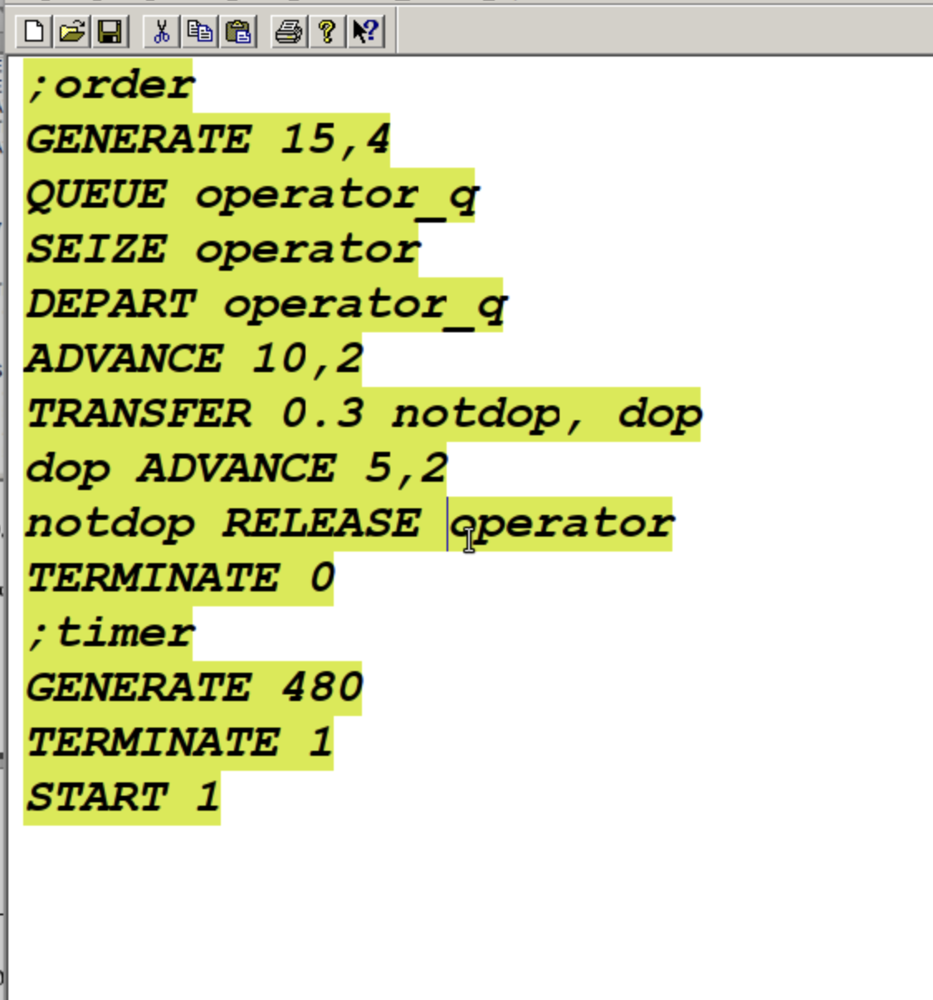 ;order
GENERATE 15,4
QUEUE operator_q
SEIZE operator
DEPART operator_q
ADVANCE 10,2
TRANSFER 0.3 notdop, dop
dop ADVANCE 5,2
notdop RELEASE operator
TERMINATE 0
;timer
GENERATE 480
TERMINATE 1
START 1